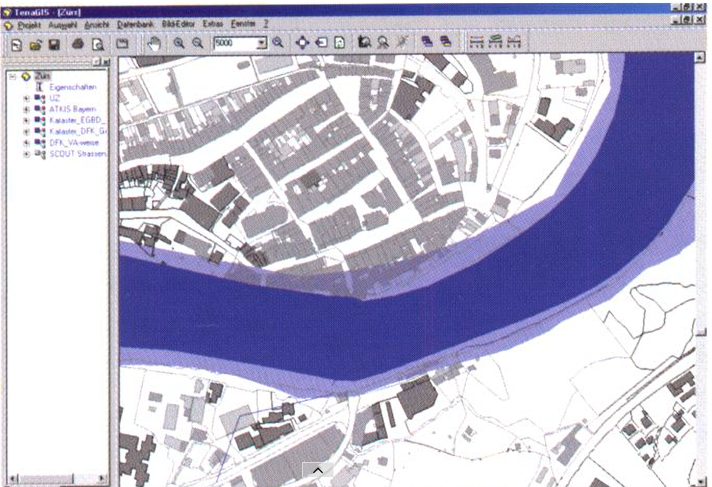 TerraGIS - [Zürs]
Projekt Auswahl Ansicht Datenbank Bild-Editor Extras Fenster ?
5000
Zürs
Eigenschaften
ÜZ
ATKIS Bayern
Kataster_EGBD_
Kataster_DFK_G
DFK_VA-weise
SCOUT Strassen